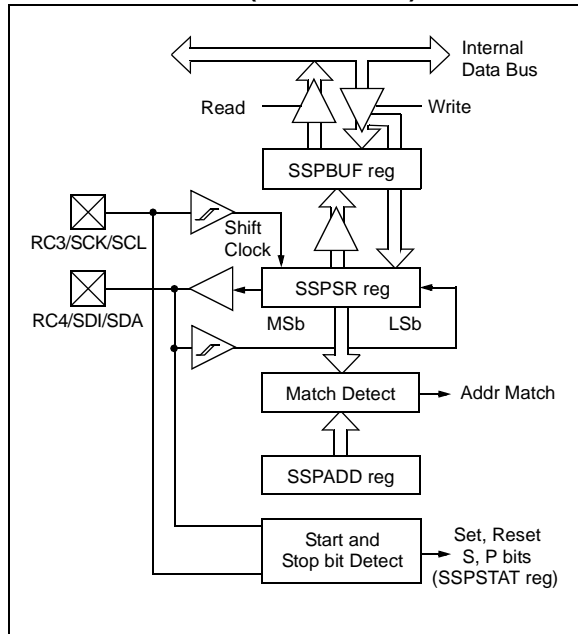 Internal
Data Bus
Read
Write
SSPBUF reg
RC3/SCK/SCL
Shift
Clock
SSPSR reg
RC4/SDI/SDA
MSb
LSb
Match Detect
Addr Match
SSPADD reg
Start and
Stop bit Detect
Set, Reset
S, P bits
(SSPSTAT reg)